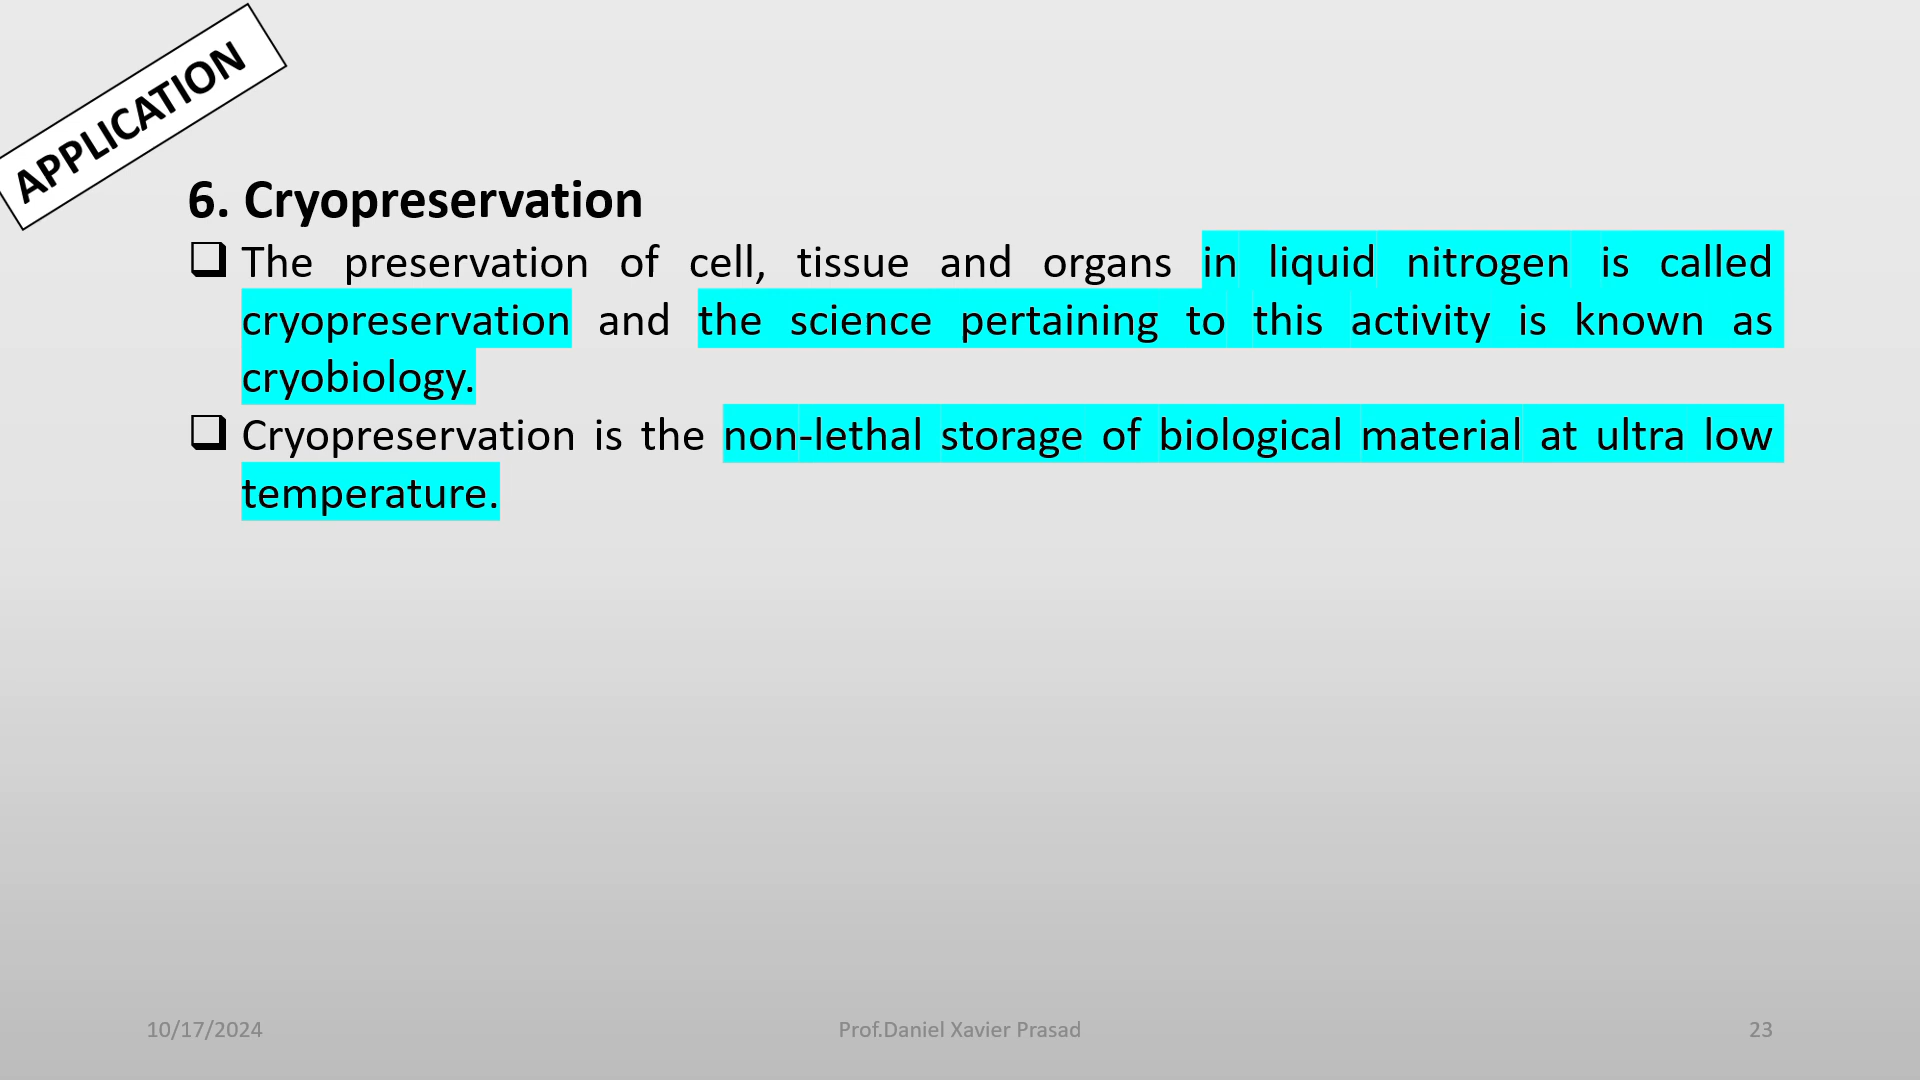 APPLICATION
6. Cryopreservation
❑ The preservation of cell, tissue and organs in liquid nitrogen is called
cryopreservation and the science pertaining to this activity is known as
cryobiology.
❑ Cryopreservation is the non-lethal storage of biological material at ultra low
temperature.
10/17/2024 Prof.Daniel Xavier Prasad 23